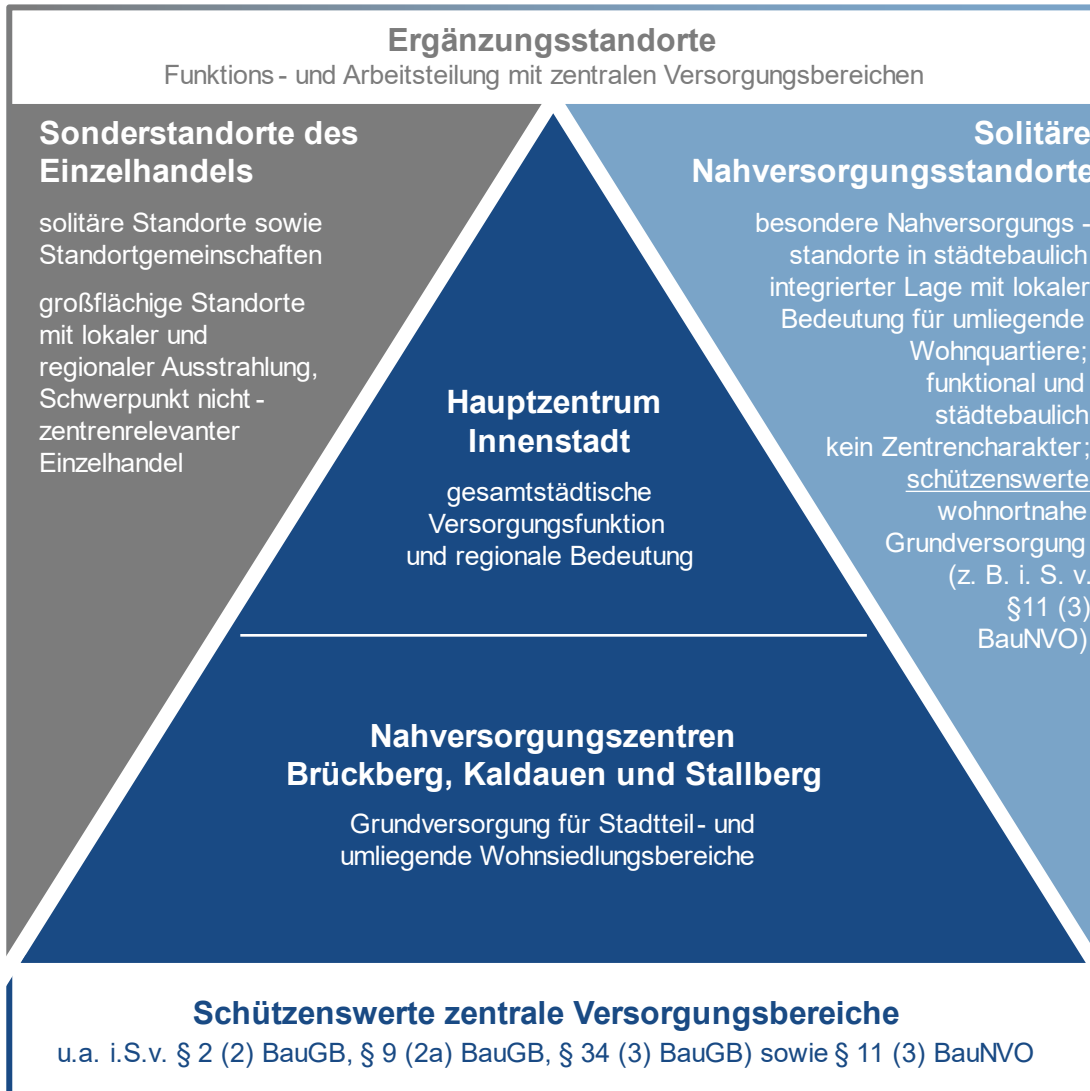 Ergänzungsstandorte
Funktions - und Arbeitsteilung mit zentralen Versorgungsbereichen
Sonderstandorte des
Einzelhandels
solitäre Standorte sowie
Standortgemeinschaften
großflächige Standorte
mit lokaler und
regionaler Ausstrahlung,
Schwerpunkt nicht -
zentrenrelevanter
Einzelhandel
Solitäre
Nahversorgungsstandorte
besondere Nahversorgungs -
standorte in städtebaulich
integrierter Lage mit lokaler
Bedeutung für umliegende
Wohnquartiere;
funktional und
städtebaulich
kein Zentrencharakter;
schützenswerte
wohnortnahe
Grundversorgung
(z. B. i. S. v.
§11 (3)
BauNVO)
Hauptzentrum
Innenstadt
gesamtstädtische
Versorgungsfunktion
und regionale Bedeutung
Nahversorgungszentren
Brückberg, Kaldauen und Stallberg
Grundversorgung für Stadtteil- und
umliegende Wohnsiedlungsbereiche
Schützenswerte zentrale Versorgungsbereiche
u.a. i.S.v. § 2 (2) BauGB, § 9 (2a) BauGB, § 34 (3) BauGB) sowie § 11 (3) BauNVO